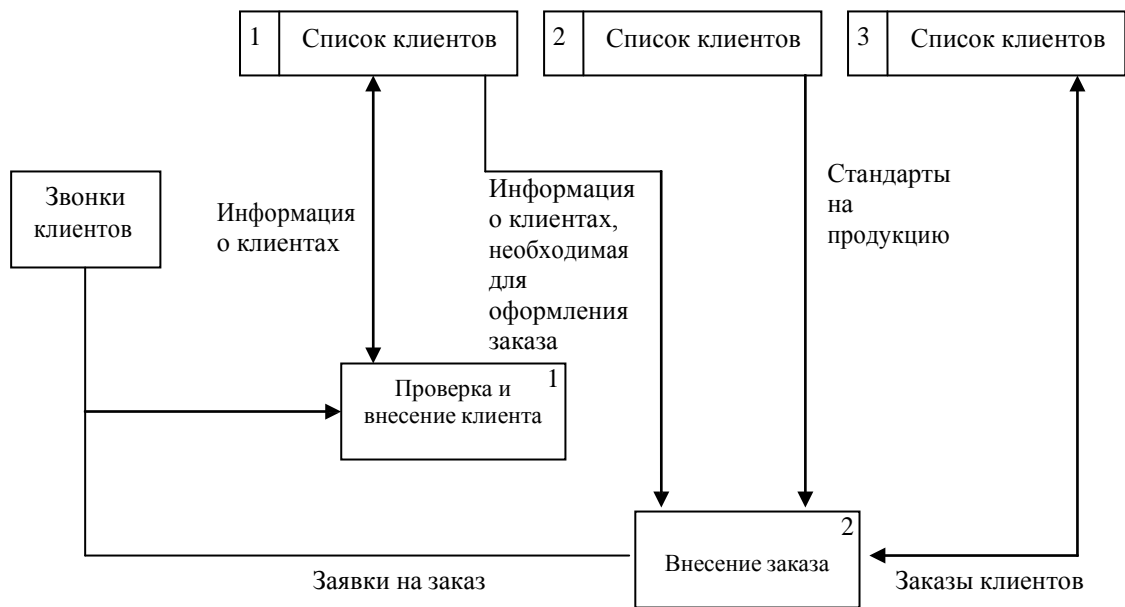 1 Список клиентов
2 Список клиентов
3 Список клиентов
Звонки
клиентов
Информация
о клиентах
Информация
о клиентах,
необходимая
для
оформления
заказа
Стандарты
на
продукцию
1
Проверка и
внесение клиента
2
Внесение заказа
Заявки на заказ
Заказы клиентов